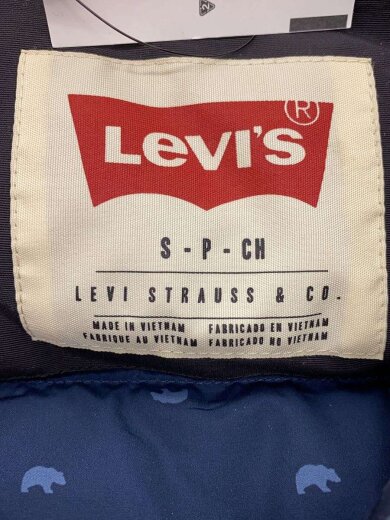 LEVI'S ®
S - P - CH
LEVI STRAUSS & CO.
MADE IN VIETNAM FABRICADO EN VIETNAM
FABRIQUE AU VIETNAM FABRICADO NO VIETNAM